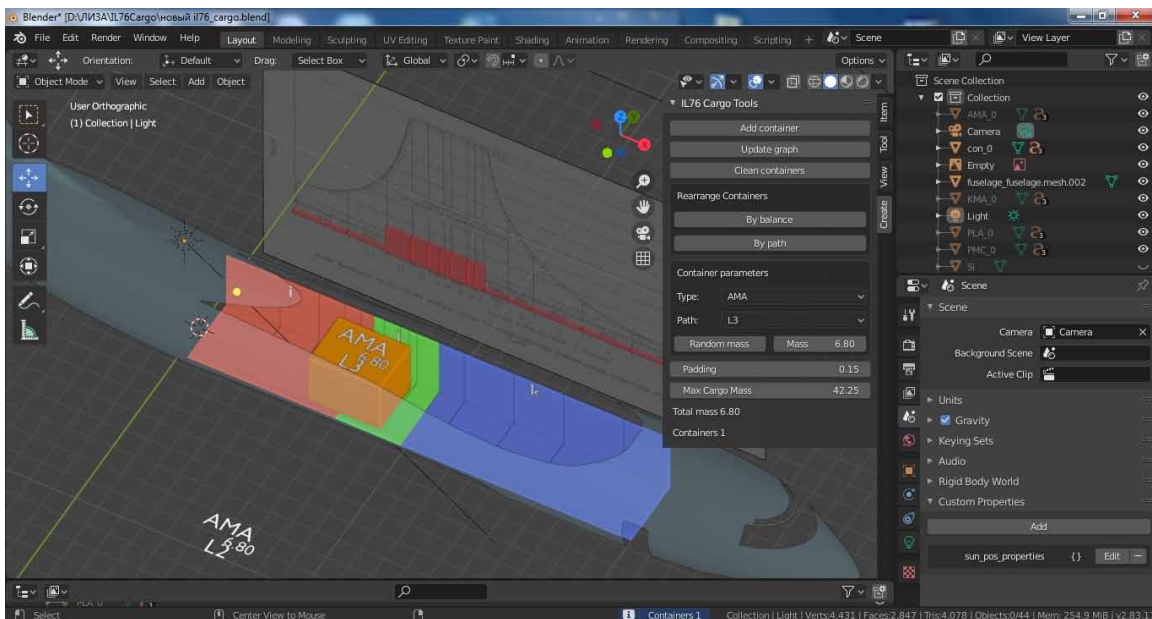 Blender* [D:\ЛИЗА\IL76Cargo\новый il76_cargo.blend]
File Edit Render Window Help Layout Modeling Sculpting UV Editing Texture Paint Shading Animation Rendering Compositing Scripting + Scene View Layer
Orientation: Default Drag: Select Box Global Options
Object Mode View Select Add Object
User Orthographic
(1) Collection | Light
IL76 Cargo Tools
Add container
Update graph
Clean containers
Rearrange Containers
By balance
By path
Container parameters
Type: AMA
Path: L3
Random mass Mass 6.80
Padding 0.15
Max Cargo Mass 42.25
Total mass 6.80
Containers 1
Item
Tool
View
Create
Z
X
i
j
k
AMA
L3 6.80
AMA
L2 6.80
Scene Collection
Collection
AMA_0
Camera
con_0
Empty
fuselage_fuselage.mesh.002
KMA_0
Light
PLA_0
PMC_0
Si
Scene
Scene
Camera Camera
Background Scene
Active Clip
Units
Gravity
Keying Sets
Audio
Rigid Body World
Custom Properties
Add
sun_pos_properties {} Edit
Select Center View to Mouse Containers 1 Collection | Light | Verts:4.431 | Faces:2.847 | Tris:4.078 | Objects:0/44 | Mem: 254.9 MiB | v2.83.1